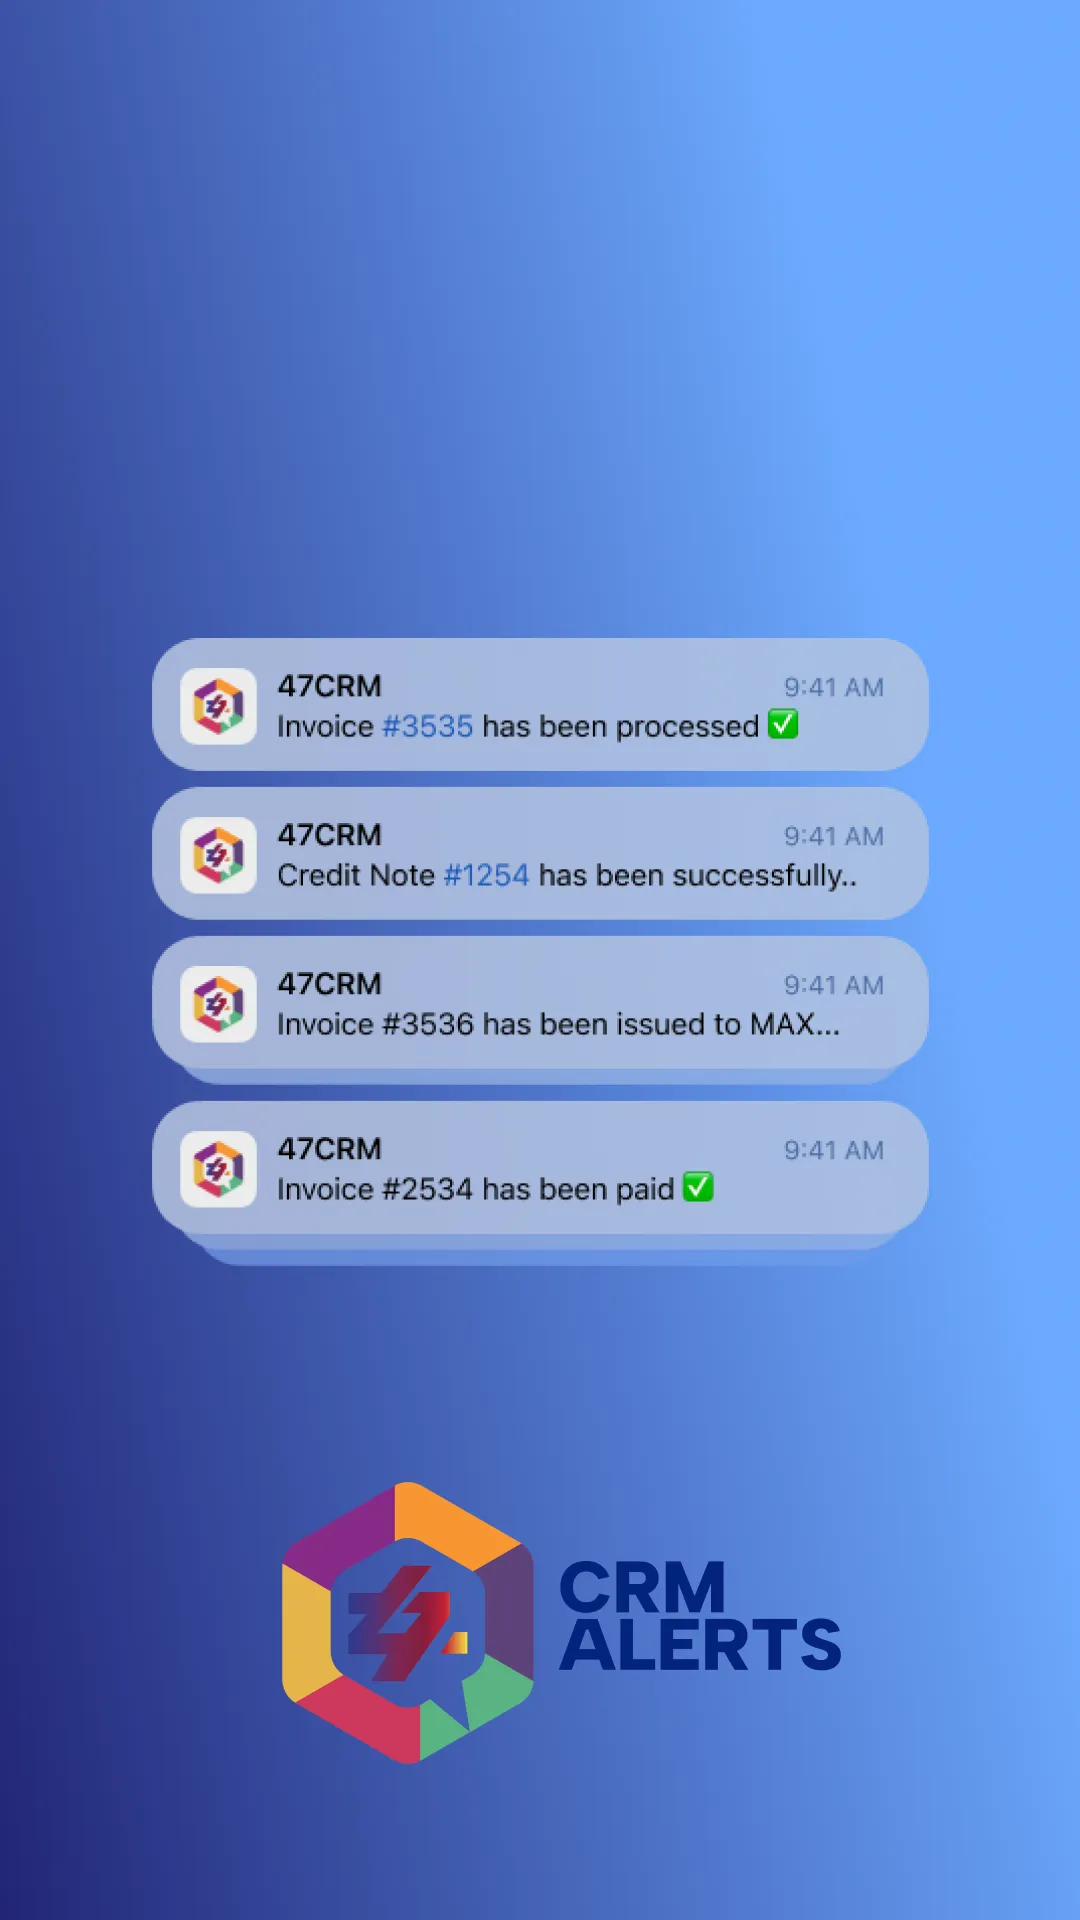 47CRM
9:41 AM
Invoice #3535 has been processed ✅
47CRM
9:41 AM
Credit Note #1254 has been successfully..
47CRM
9:41 AM
Invoice #3536 has been issued to MAX...
47CRM
9:41 AM
Invoice #2534 has been paid ✅
47
CRM
ALERTS